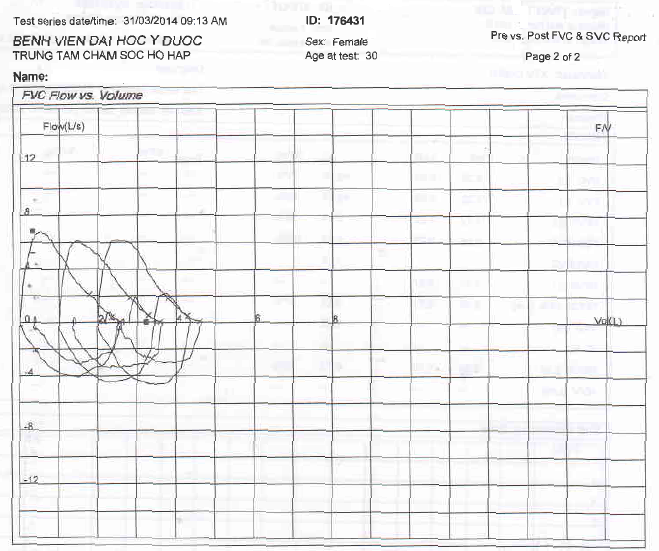 Test series date/time: 31/03/2014 09:13 AM
ID: 176431
BENH VIEN DAI HOC Y DUOC
Sex: Female
Pre vs. Post FVC & SVC Report
TRUNG TAM CHAM SOC HO HAP
Age at test: 30
Page 2 of 2
Name:
FVC Flow vs. Volume
Flow(L/s)
F/V
12
8
4
0 2 4 6 8 Vol(L)
-4
-8
-12